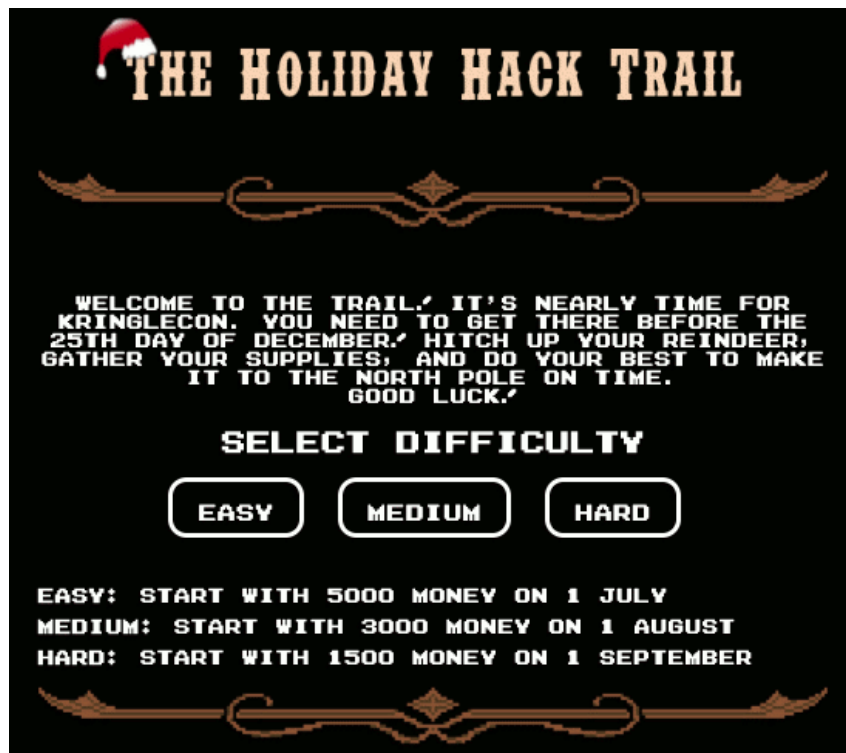 THE HOLIDAY HACK TRAIL
WELCOME TO THE TRAIL! IT'S NEARLY TIME FOR
KRINGLECON. YOU NEED TO GET THERE BEFORE THE
25TH DAY OF DECEMBER! HITCH UP YOUR REINDEER,
GATHER YOUR SUPPLIES, AND DO YOUR BEST TO MAKE
IT TO THE NORTH POLE ON TIME.
GOOD LUCK!
SELECT DIFFICULTY
EASY MEDIUM HARD
EASY: START WITH 5000 MONEY ON 1 JULY
MEDIUM: START WITH 3000 MONEY ON 1 AUGUST
HARD: START WITH 1500 MONEY ON 1 SEPTEMBER